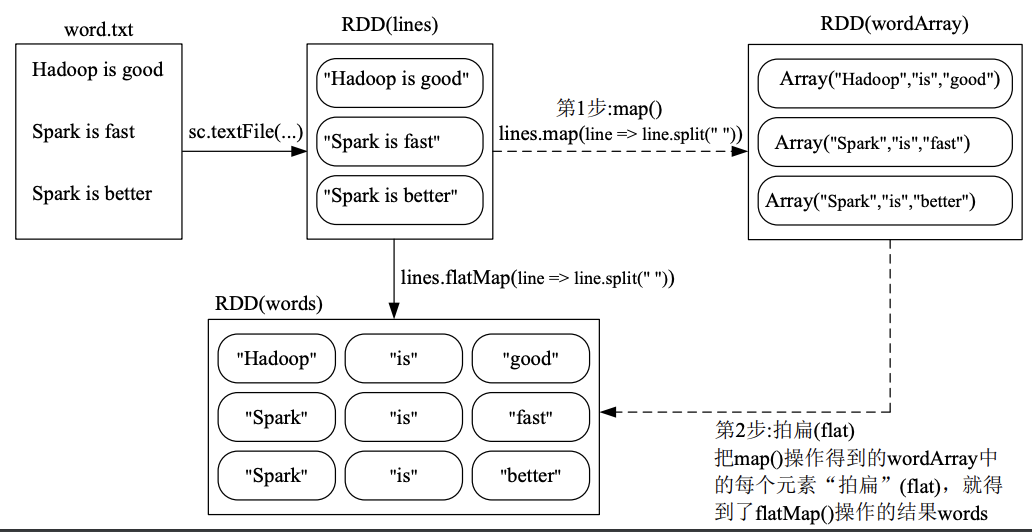 word.txt
Hadoop is good
Spark is fast
Spark is better
sc.textFile(...)
RDD(lines)
"Hadoop is good"
"Spark is fast"
"Spark is better"
第1步:map()
lines.map(line => line.split(" "))
RDD(wordArray)
Array("Hadoop","is","good")
Array("Spark","is","fast")
Array("Spark","is","better")
lines.flatMap(line => line.split(" "))
RDD(words)
"Hadoop" "is" "good"
"Spark" "is" "fast"
"Spark" "is" "better"
第2步:拍扁(flat)
把map()操作得到的wordArray中
的每个元素“拍扁”(flat)，就得
到了flatMap()操作的结果words